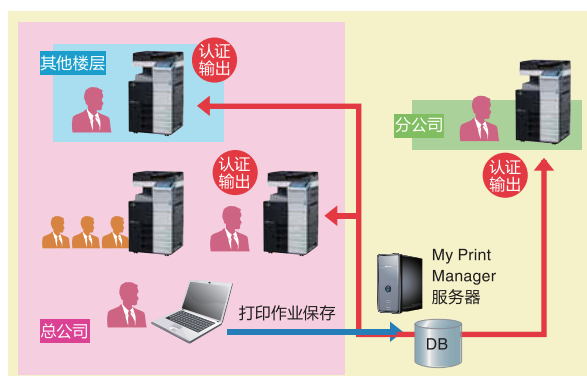 其他楼层
认证
输出
分公司
认证
输出
认证
输出
My Print
Manager
服务器
打印作业保存
总公司
DB